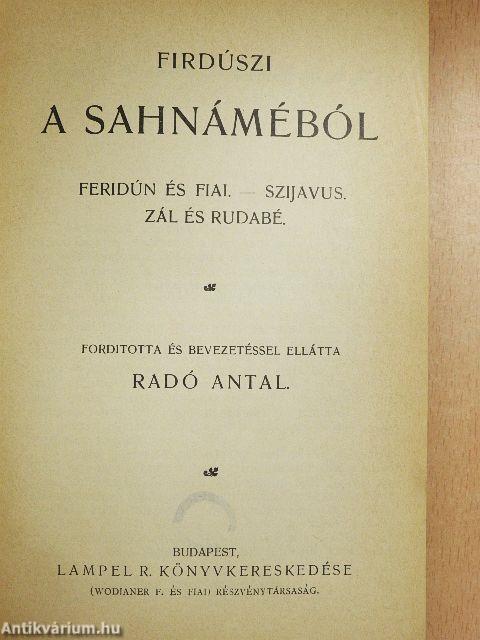 FIRDÚSZI
A SAHNÁMÉBÓL
FERIDÚN ÉS FIAI. — SZIJAVUS.
ZÁL ÉS RUDABÉ.
FORDITOTTA ÉS BEVEZETÉSSEL ELLÁTTA
RADÓ ANTAL.
BUDAPEST,
LAMPEL R. KÖNYVKERESKEDÉSE
(WODIANER F. ÉS FIAI) RÉSZVÉNYTÁRSASÁG.
Antikvárium.hu